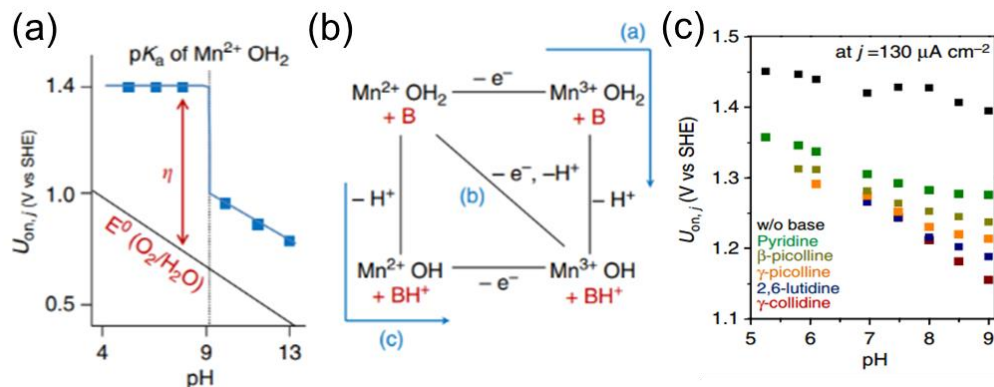 (a)
pKa of Mn²⁺ OH₂
1.4
1.0
0.5
Uon, j (V vs SHE)
η
E⁰ (O₂/H₂O)
4
9
13
pH
(b)
(a)
Mn²⁺ OH₂
+ B
– e⁻
Mn³⁺ OH₂
+ B
– H⁺
– e⁻, –H⁺
(b)
– H⁺
Mn²⁺ OH
+ BH⁺
– e⁻
Mn³⁺ OH
+ BH⁺
(c)
(c)
at j =130 μA cm⁻²
1.5
1.4
1.3
1.2
1.1
Uon, j (V vs SHE)
w/o base
Pyridine
β-picolline
γ-picolline
2,6-lutidine
γ-collidine
5
6
7
8
9
pH